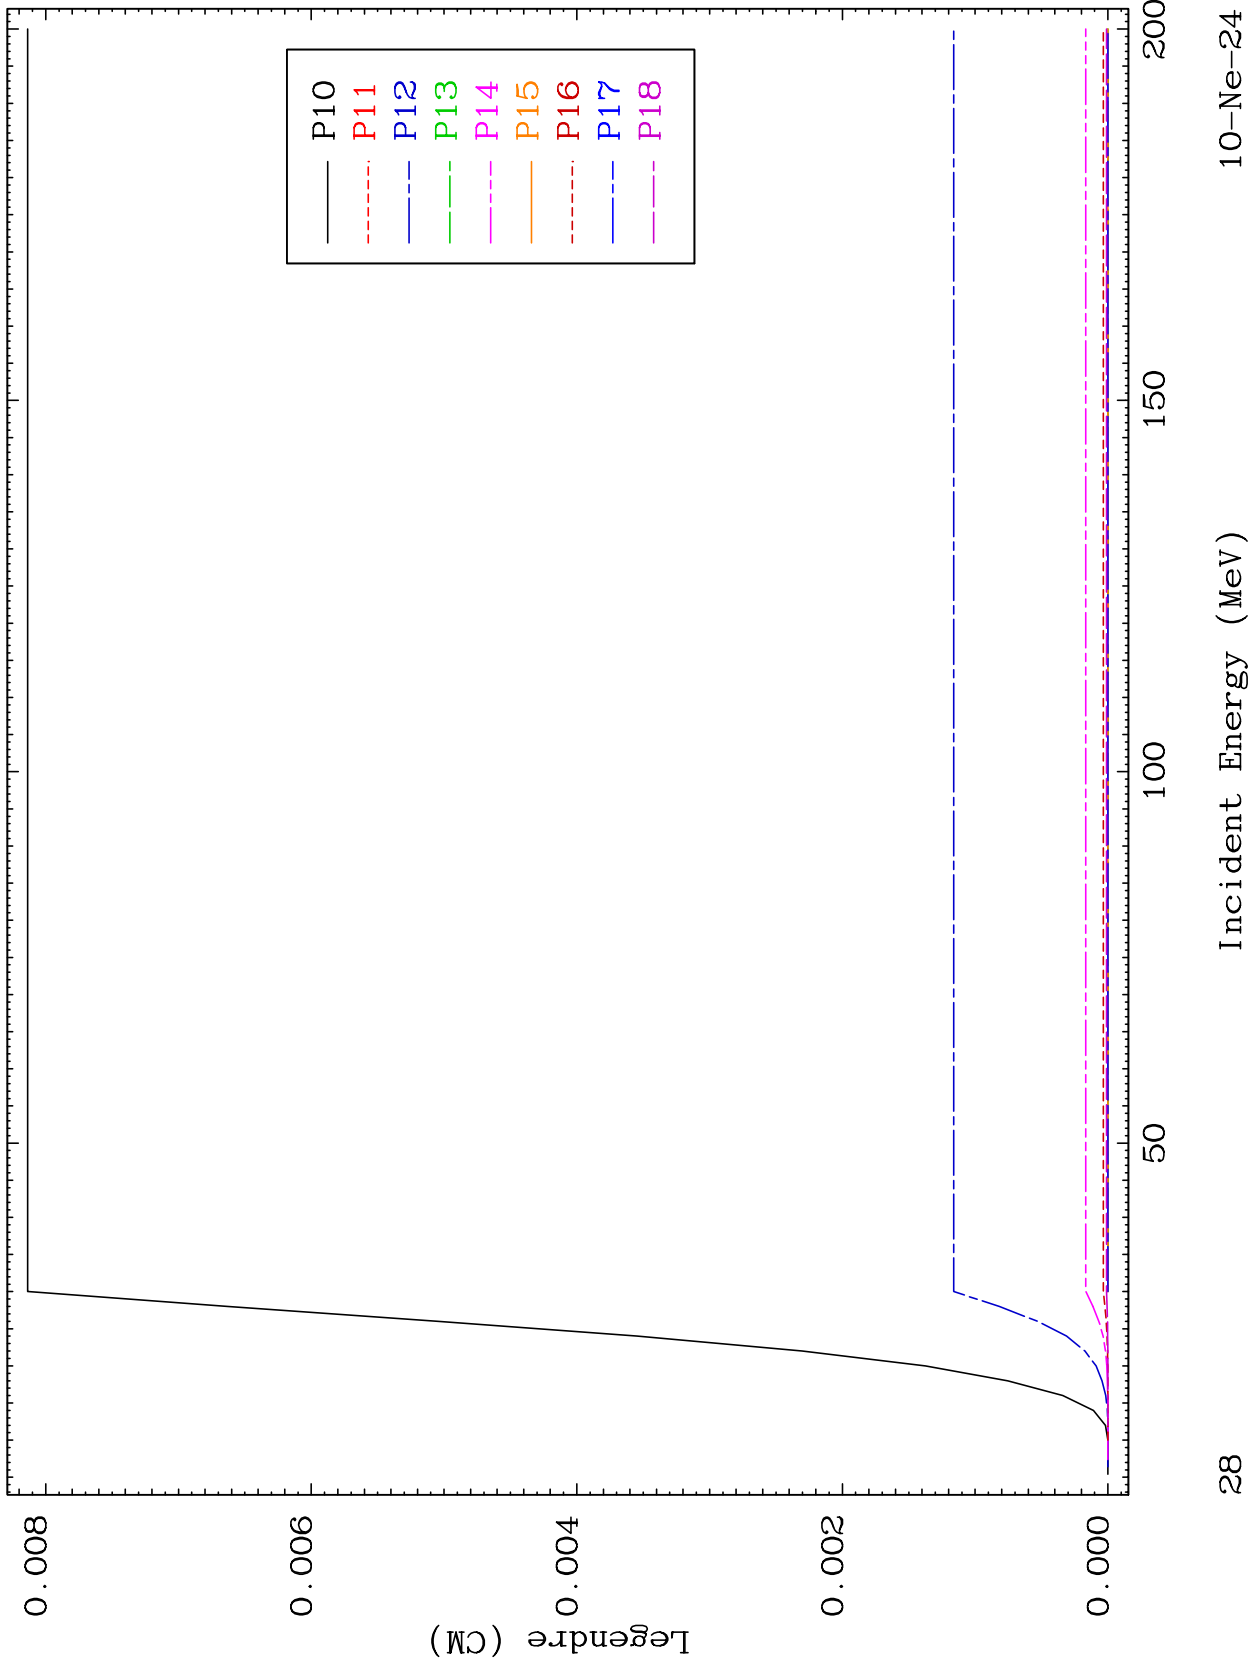 Legendre (CM)
0.008
0.006
0.004
0.002
0.000
P10
P11
P12
P13
P14
P15
P16
P17
P18
50
100
150
200
28
Incident Energy (MeV)
10-Ne-24